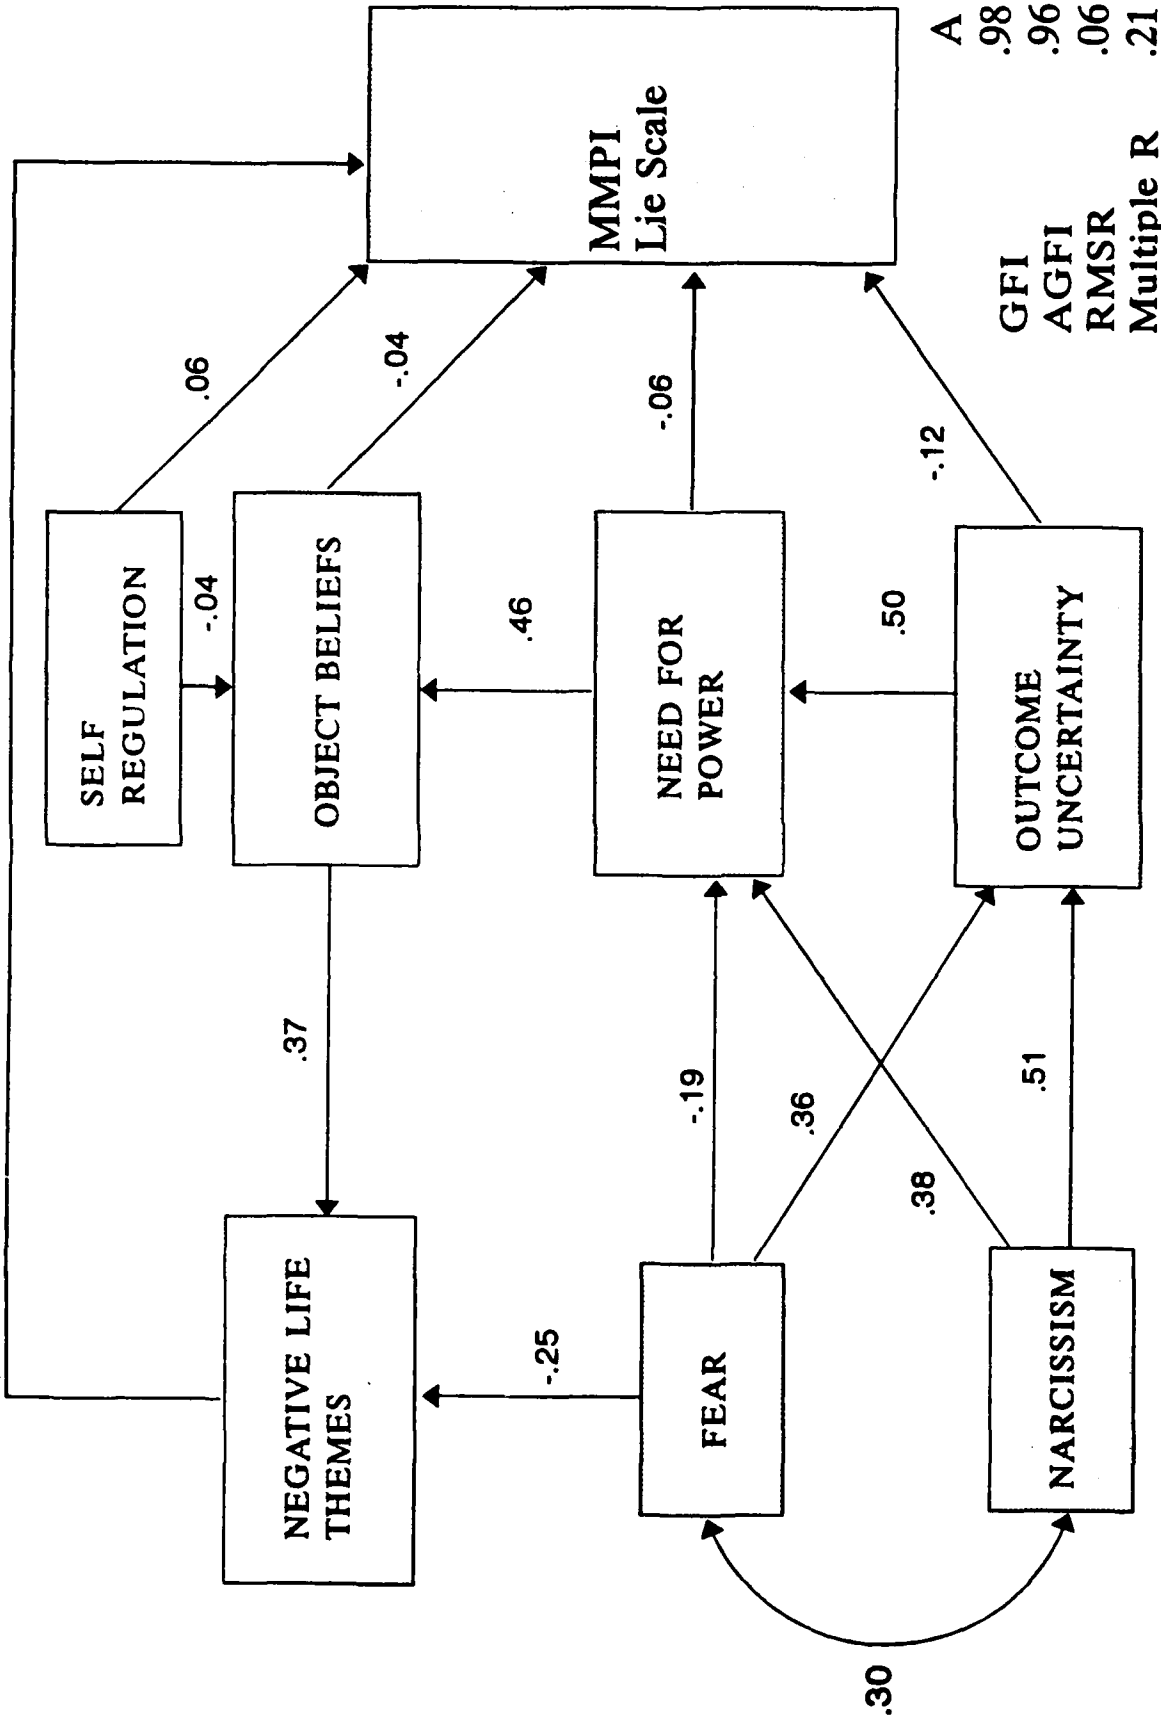 SELF
REGULATION
.06
-.04
NEGATIVE LIFE
THEMES
.37
OBJECT BELIEFS
-.04
-.25
.46
MMPI
Lie Scale
FEAR
-.19
NEED FOR
POWER
-.06
.36
.50
.30
.38
-.12
NARCISSISM
.51
OUTCOME
UNCERTAINTY
A
GFI .98
AGFI .96
RMSR .06
Multiple R .21